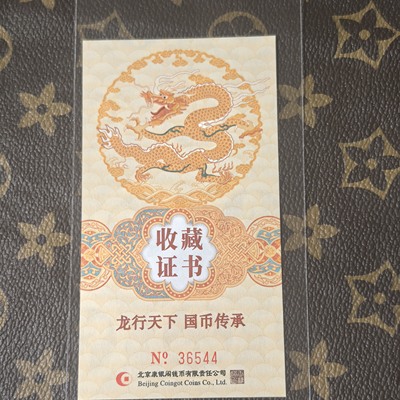 收藏
证书
龙行天下 国币传承
No 36544
北京康银阁钱币有限责任公司
Beijing Coingot Coins Co., Ltd.